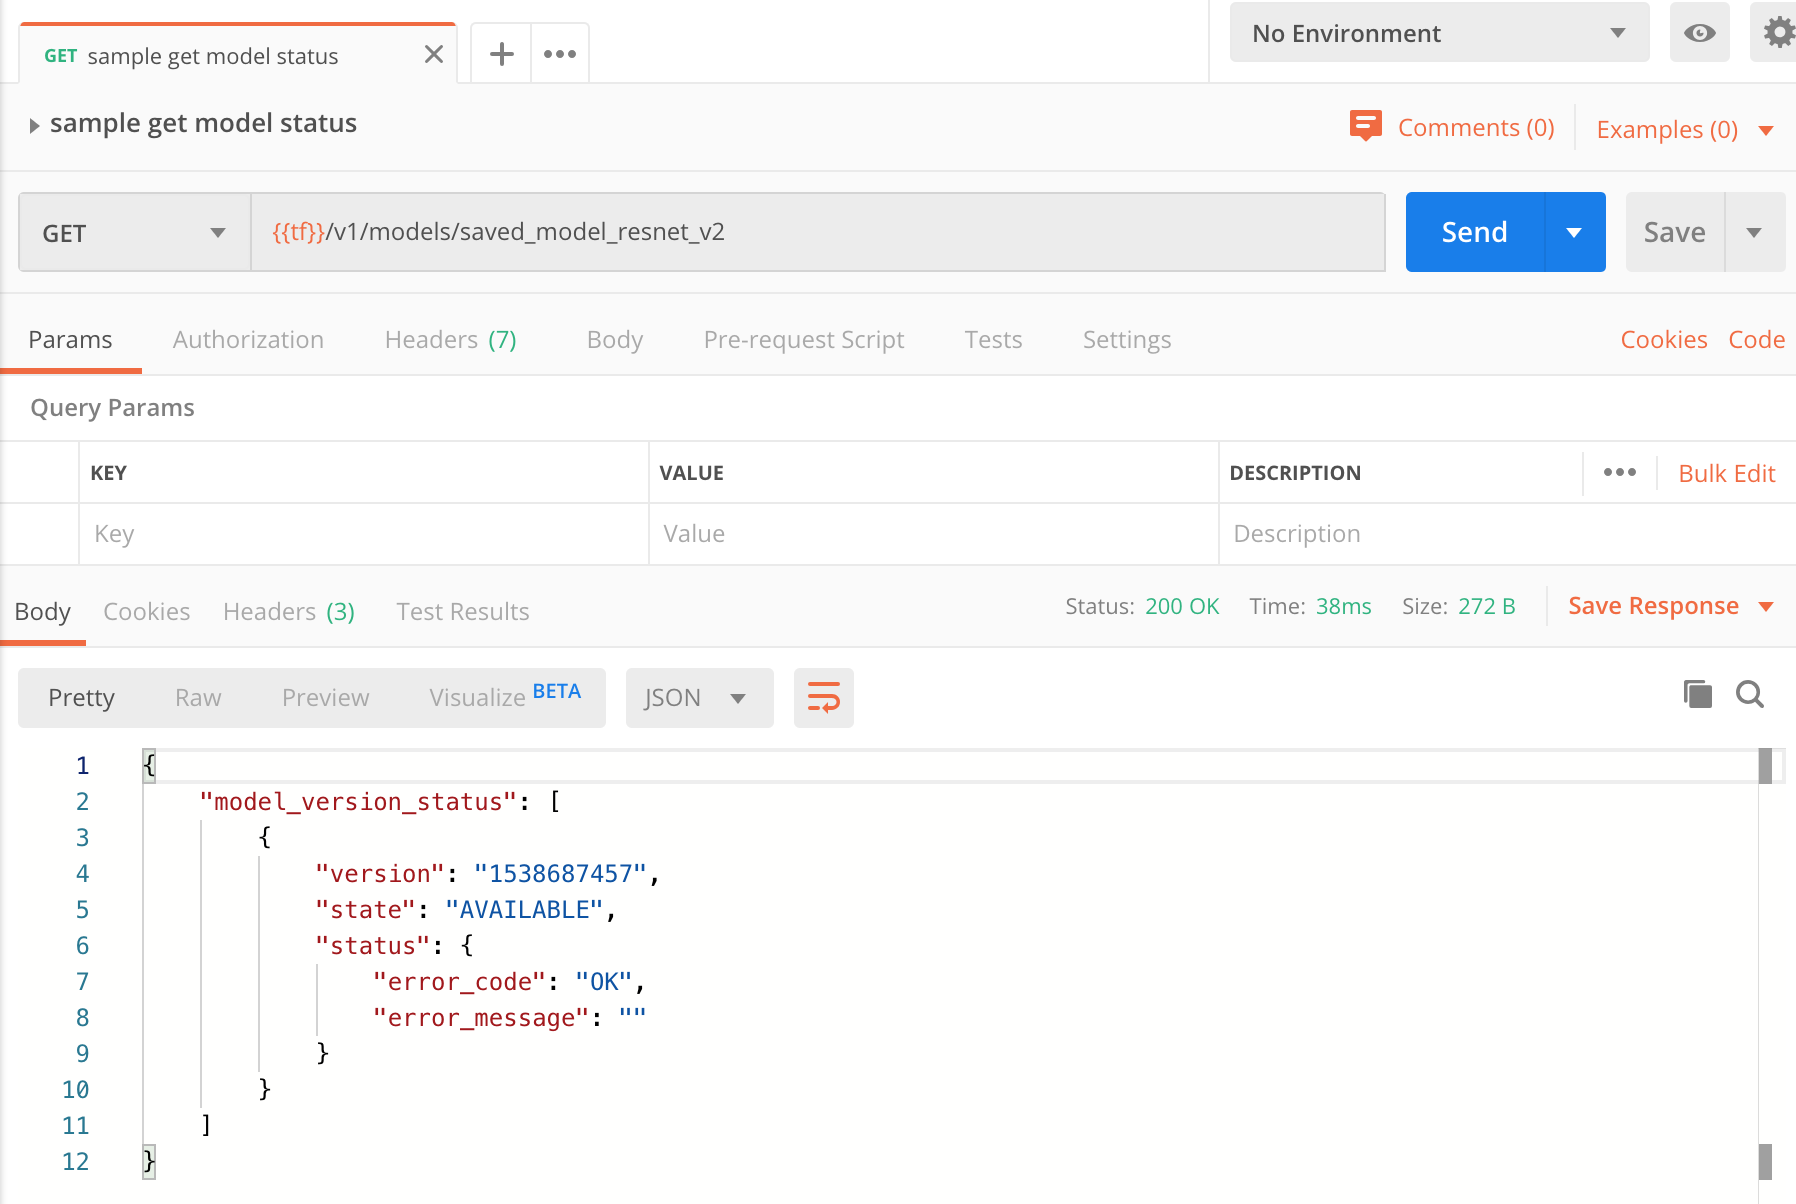 GET sample get model status
No Environment
sample get model status
Comments (0)
Examples (0)
GET
{{tf}}/v1/models/saved_model_resnet_v2
Send
Save
Params
Authorization
Headers (7)
Body
Pre-request Script
Tests
Settings
Cookies
Code
Query Params
KEY
VALUE
DESCRIPTION
Bulk Edit
Key
Value
Description
Body
Cookies
Headers (3)
Test Results
Status: 200 OK
Time: 38ms
Size: 272 B
Save Response
Pretty
Raw
Preview
Visualize BETA
JSON
1 {
2 "model_version_status": [
3 {
4 "version": "1538687457",
5 "state": "AVAILABLE",
6 "status": {
7 "error_code": "OK",
8 "error_message": ""
9 }
10 }
11 ]
12 }